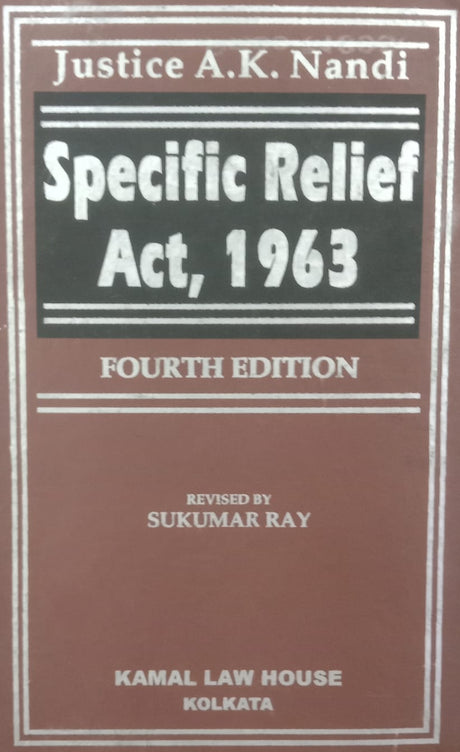 Justice A.K. Nandi
Specific Relief
Act, 1963
FOURTH EDITION
REVISED BY
SUKUMAR RAY
KAMAL LAW HOUSE
KOLKATA